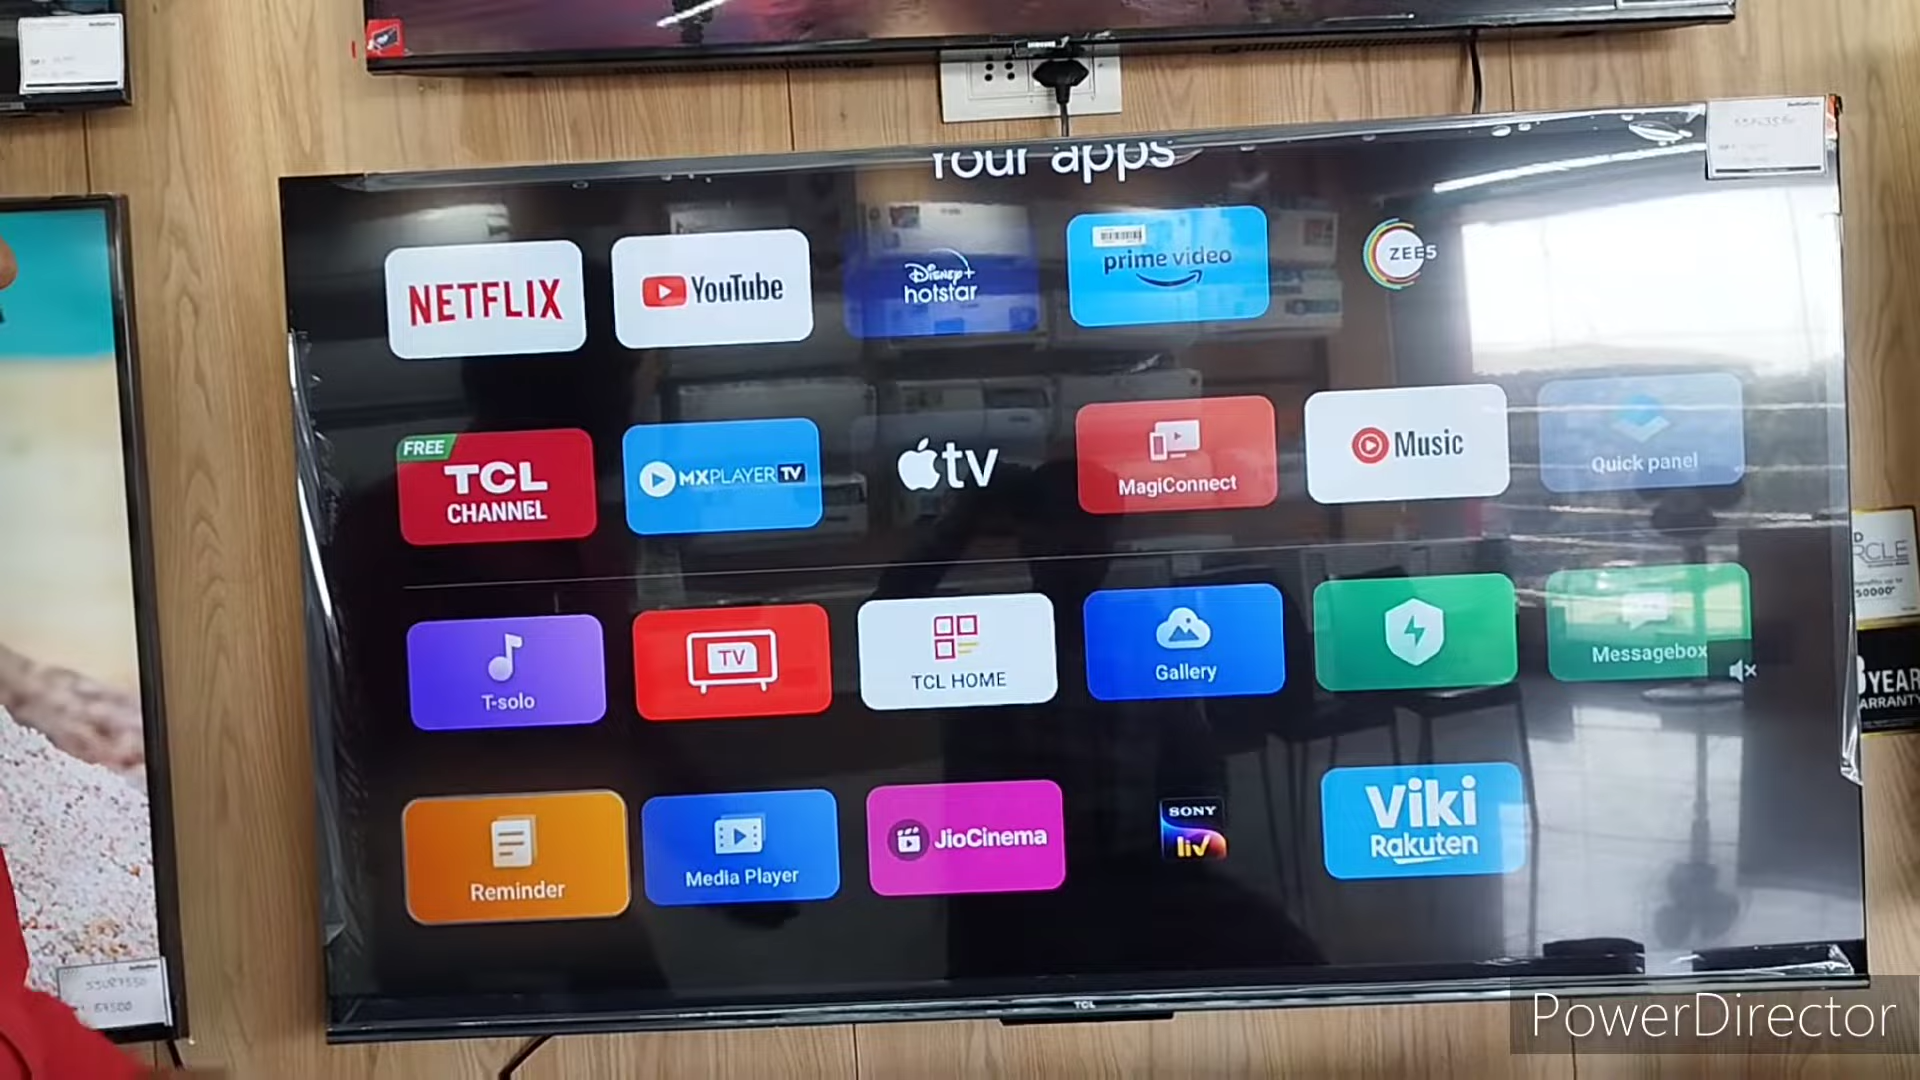 Your apps
NETFLIX
YouTube
Disney+
hotstar
prime video
ZEE5
FREE
TCL
CHANNEL
MXPLAYER TV
tv
MagiConnect
Music
Quick panel
T-solo
TV
TCL HOME
Gallery
Messagebox
Reminder
Media Player
JioCinema
SONY
liv
Viki
Rakuten
TCL
RCLE
YEAR
ARRANTY
PowerDirector